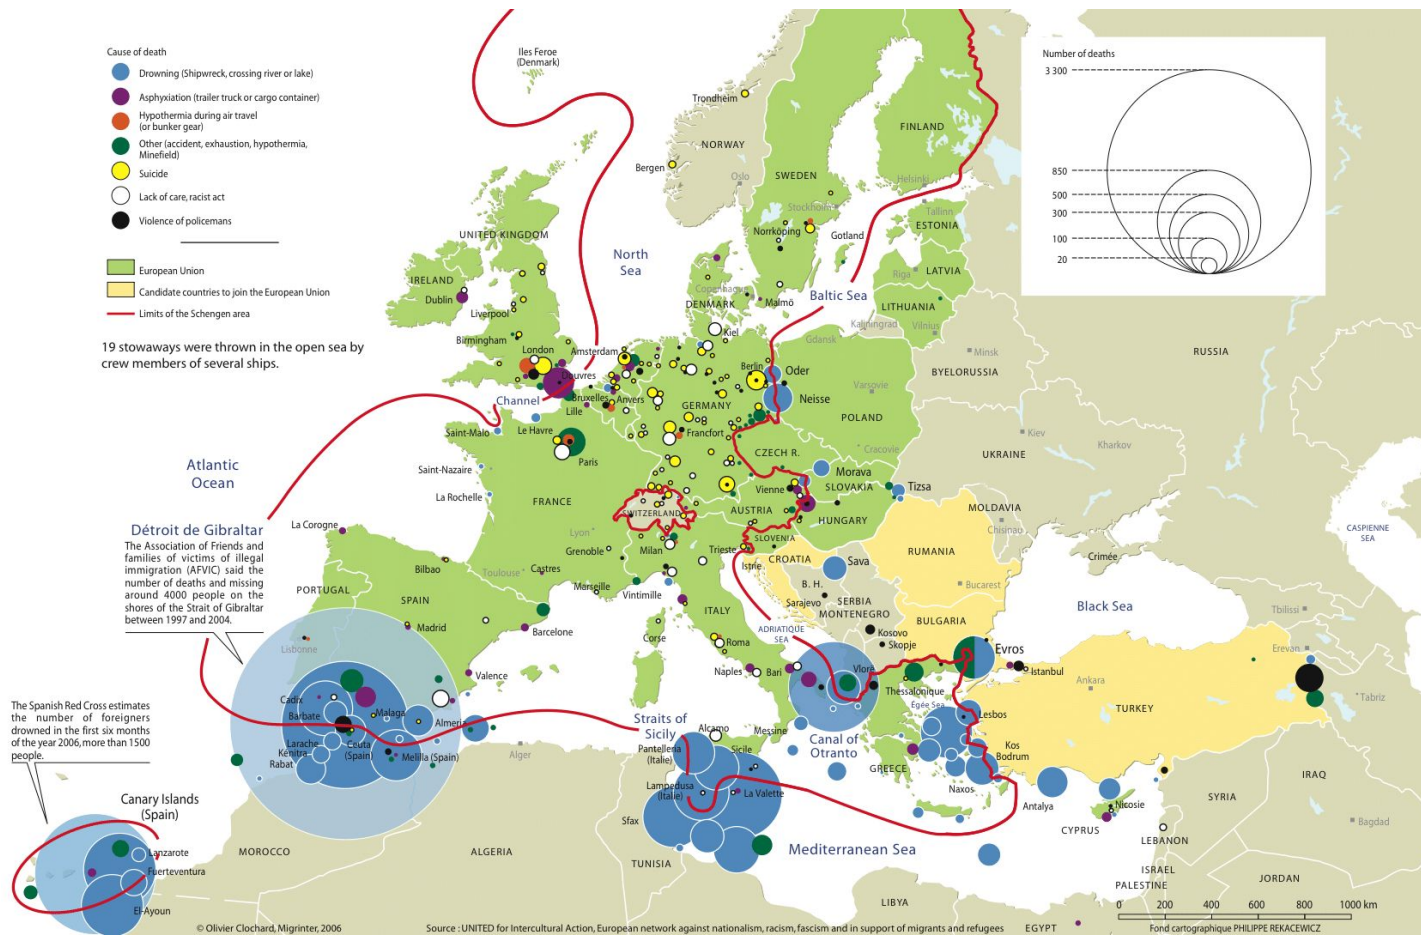 Cause of death
Drowning (Shipwreck, crossing river or lake)
Asphyxiation (trailer truck or cargo container)
Hypothermia during air travel
(or bunker gear)
Other (accident, exhaustion, hypothermia,
Minefield)
Suicide
Lack of care, racist act
Violence of policemans
European Union
Candidate countries to join the European Union
Limits of the Schengen area
19 stowaways were thrown in the open sea by
crew members of several ships.
Number of deaths
3 300
850
500
300
100
20
Iles Feroe
(Denmark)
Trondheim
NORWAY
FINLAND
Bergen
Oslo
SWEDEN
Helsinki
Stockholm
Tallinn
ESTONIA
Norrköping
Gotland
UNITED KINGDOM
North
Sea
Riga
LATVIA
IRELAND
Dublin
Copenhague
DENMARK
Malmö
Baltic Sea
LITHUANIA
Liverpool
Kiel
Kaliningrad
Vilnius
Birmingham
Gdansk
Minsk
RUSSIA
London
Amsterdam
Berlin
Oder
BYELORUSSIA
Douvres
Varsovie
Channel
Bruxelles
Anvers
Neisse
Lille
GERMANY
POLAND
Saint-Malo
Le Havre
Francfort
Kiev
Kharkov
Paris
CZECH R.
Cracovie
UKRAINE
Atlantic
Ocean
Saint-Nazaire
Morava
Vienne
SLOVAKIA
Tizsa
La Rochelle
FRANCE
SWITZERLAND
AUSTRIA
HUNGARY
MOLDAVIA
Chisinau
CASPIENNE
SEA
Détroit de Gibraltar
The Association of Friends and
families of victims of illegal
immigration (AFVIC) said the
number of deaths and missing
around 4000 people on the
shores of the Strait of Gibraltar
between 1997 and 2004.
La Corogne
Lyon
SLOVENIA
Grenoble
Milan
Trieste
Istrie
CROATIA
Sava
RUMANIA
Crimée
Bilbao
Toulouse
Castres
Marseille
Vintimille
B. H.
Sarajevo
SERBIA
MONTENEGRO
Bucarest
PORTUGAL
SPAIN
ITALY
Black Sea
Tbilissi
Madrid
Barcelone
Corse
Roma
ADRIATIQUE
SEA
Kosovo
Skopje
BULGARIA
Lisbonne
Evros
Erevan
Valence
Naples
Bari
Vlorë
Istanbul
Thessalonique
Ankara
Tabriz
The Spanish Red Cross estimates
the number of foreigners
drowned in the first six months
of the year 2006, more than 1500
people.
Cadix
Malaga
Égée Sea
Lesbos
TURKEY
Barbate
Almeria
Straits of
Sicily
Alcamo
Messine
Larache
Ceuta
(Spain)
Pantelleria
(Italie)
Sicile
Canal of
Otranto
Kos
Bodrum
Kénitra
Rabat
Melilla (Spain)
Alger
GREECE
IRAQ
Lampedusa
(Italie)
La Valette
Naxos
Antalya
SYRIA
Canary Islands
(Spain)
Sfax
Nicosie
CYPRUS
Bagdad
Lanzarote
MOROCCO
ALGERIA
TUNISIA
Mediterranean Sea
LEBANON
Fuerteventura
ISRAEL
PALESTINE
JORDAN
El-Ayoun
LIBYA
0 200 400 600 800 1000 km
© Olivier Clochard, Migrinter, 2006
Source : UNITED for Intercultural Action, European network against nationalism, racism, fascism and in support of migrants and refugees
EGYPT
Fond cartographique PHILIPPE REKACEWICZ